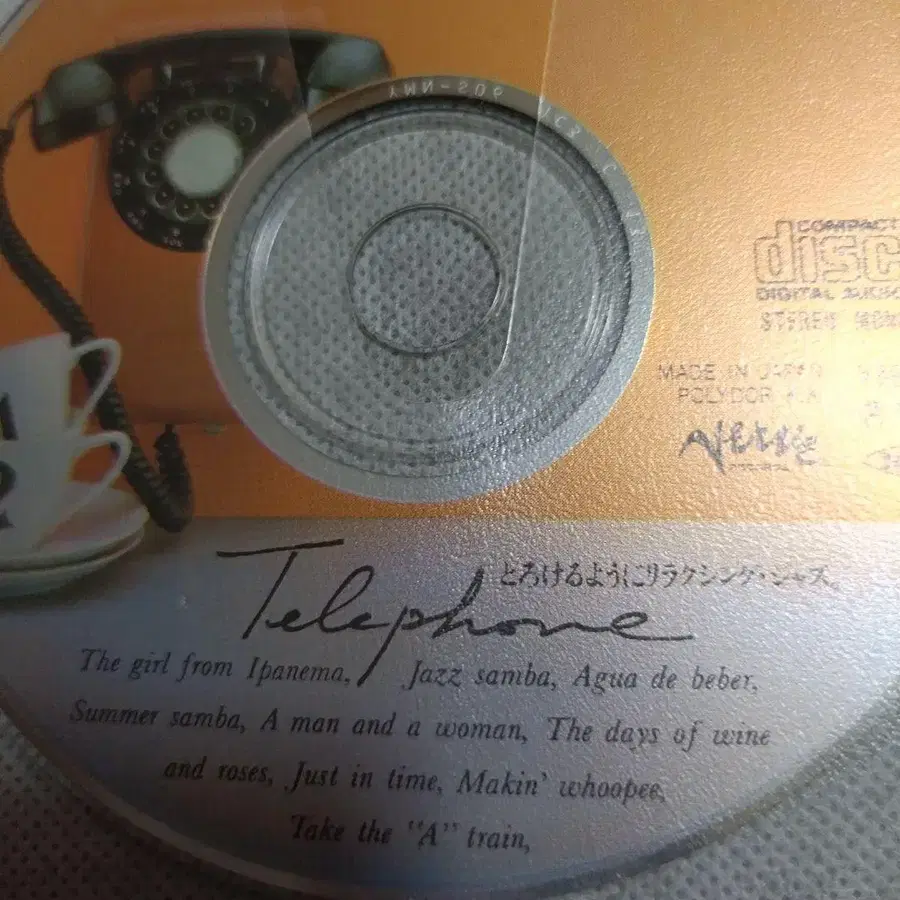 COMPACT
disc
DIGITAL AUDIO
STEREO
MADE IN JAPAN
POLYDOR K.K.
Verve
Telephone
とろけるようにリラクシング・ジャズ。
The girl from Ipanema, Jazz samba, Agua de beber,
Summer samba, A man and a woman, The days of wine
and roses, Just in time, Makin' whoopee,
Take the "A" train,